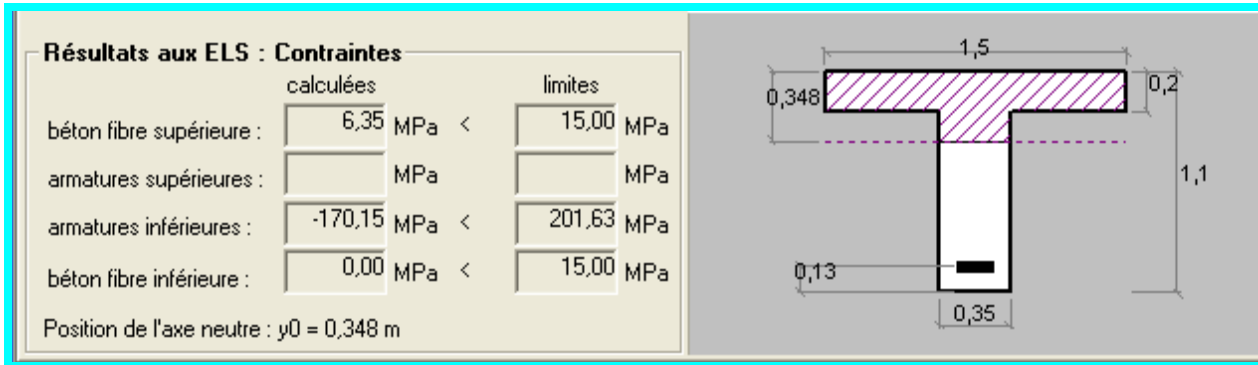 Résultats aux ELS : Contraintes
calculées limites
béton fibre supérieure : 6,35 MPa < 15,00 MPa
armatures supérieures : MPa MPa
armatures inférieures : -170,15 MPa < 201,63 MPa
béton fibre inférieure : 0,00 MPa < 15,00 MPa
Position de l'axe neutre : y0 = 0,348 m
1,5
0,348
0,2
1,1
0,13
0,35